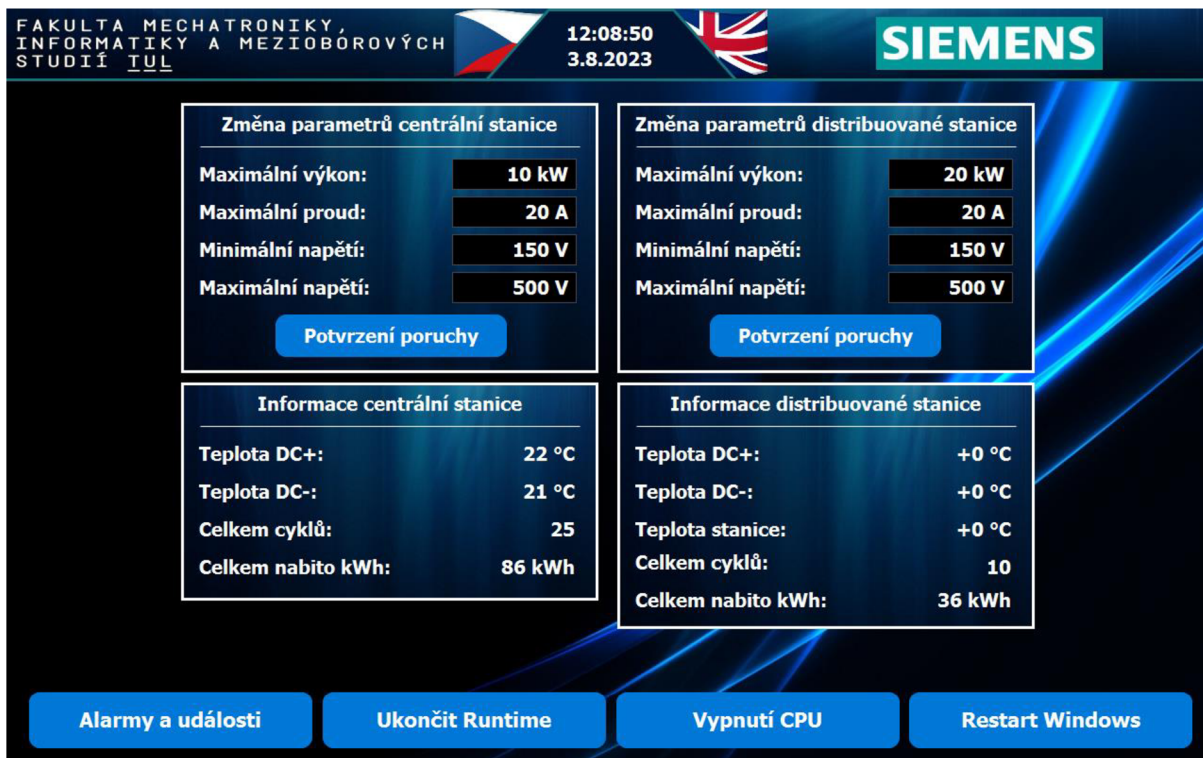 FAKULTA MECHATRONIKY,
INFORMATIKY A MEZIOBOROVÝCH
STUDIÍ TUL
12:08:50
3.8.2023
SIEMENS
Změna parametrů centrální stanice
Maximální výkon: 10 kW
Maximální proud: 20 A
Minimální napětí: 150 V
Maximální napětí: 500 V
Potvrzení poruchy
Změna parametrů distribuované stanice
Maximální výkon: 20 kW
Maximální proud: 20 A
Minimální napětí: 150 V
Maximální napětí: 500 V
Potvrzení poruchy
Informace centrální stanice
Teplota DC+: 22 °C
Teplota DC-: 21 °C
Celkem cyklů: 25
Celkem nabito kWh: 86 kWh
Informace distribuované stanice
Teplota DC+: +0 °C
Teplota DC-: +0 °C
Teplota stanice: +0 °C
Celkem cyklů: 10
Celkem nabito kWh: 36 kWh
Alarmy a události
Ukončit Runtime
Vypnutí CPU
Restart Windows